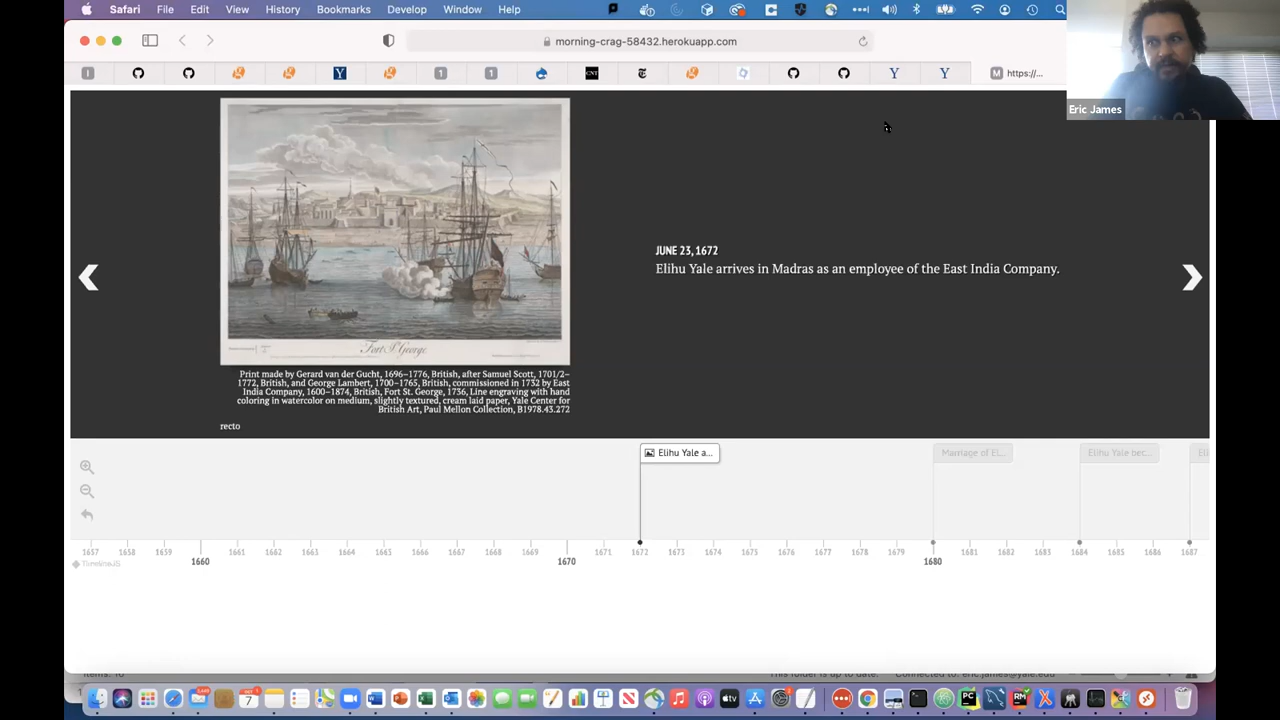 Safari File Edit View History Bookmarks Develop Window Help
morning-crag-58432.herokuapp.com
1
1
CNT
M https://...
Eric James
JUNE 23, 1672
Elihu Yale arrives in Madras as an employee of the East India Company.
Fort St. George
Print made by Gerard van der Gucht, 1696–1776, British, after Samuel Scott, 1701/2–
1772, British, and George Lambert, 1700–1765, British, commissioned in 1732 by East
India Company, 1600–1874, British, Fort St. George, 1736, Line engraving with hand
coloring in watercolor on medium, slightly textured, cream laid paper, Yale Center for
British Art, Paul Mellon Collection, B1978.43.272
recto
Elihu Yale a...
Marriage of El...
Elihu Yale bec...
Eli
1657 1658 1659 1661 1662 1663 1664 1665 1666 1667 1668 1669 1671 1672 1673 1674 1675 1676 1677 1678 1679 1681 1682 1683 1684 1685 1686 1687
1660 1670 1680
TimelineJS